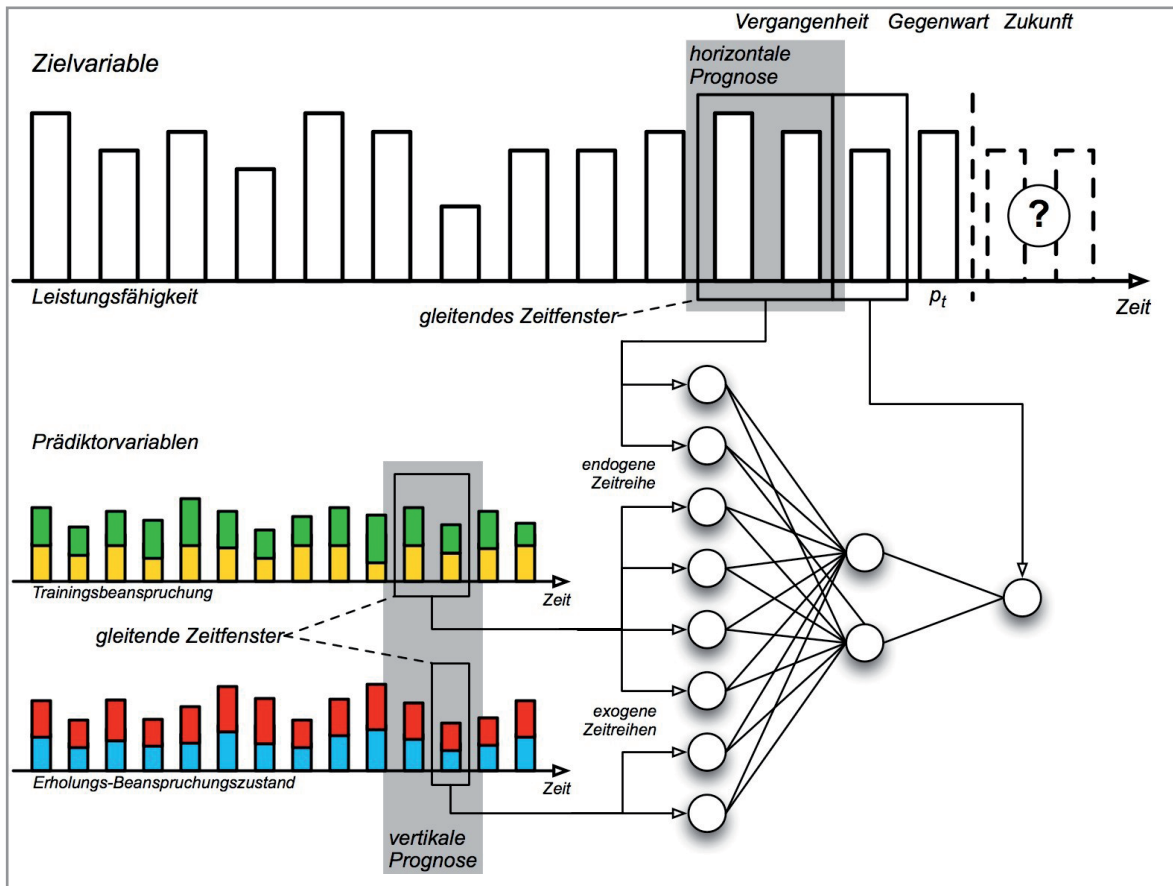 Vergangenheit Gegenwart Zukunft
Zielvariable
horizontale
Prognose
?
Leistungsfähigkeit
pt
Zeit
gleitendes Zeitfenster
Prädiktorvariablen
endogene
Zeitreihe
Trainingsbeanspruchung
Zeit
gleitende Zeitfenster
exogene
Zeitreihen
Erholungs-Beanspruchungszustand
Zeit
vertikale
Prognose